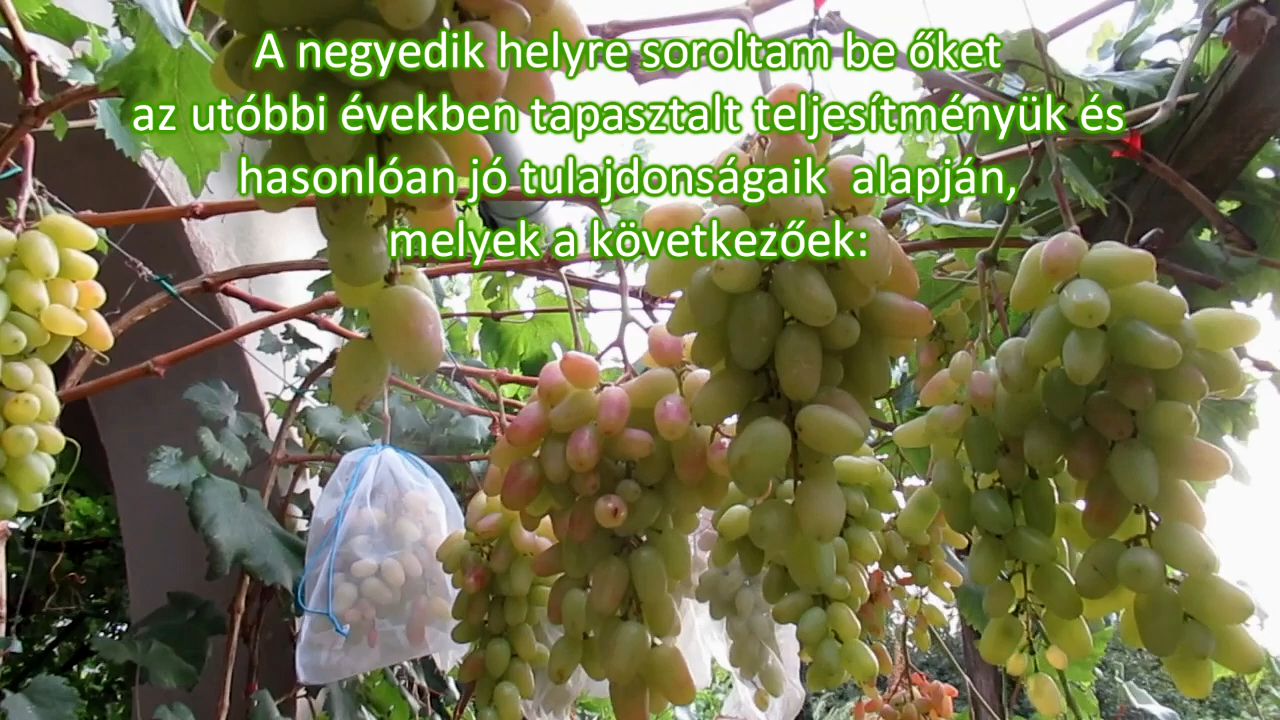 A negyedik helyre soroltam be őket
az utóbbi években tapasztalt teljesítményük és
hasonlóan jó tulajdonságaik alapján,
melyek a következőek: